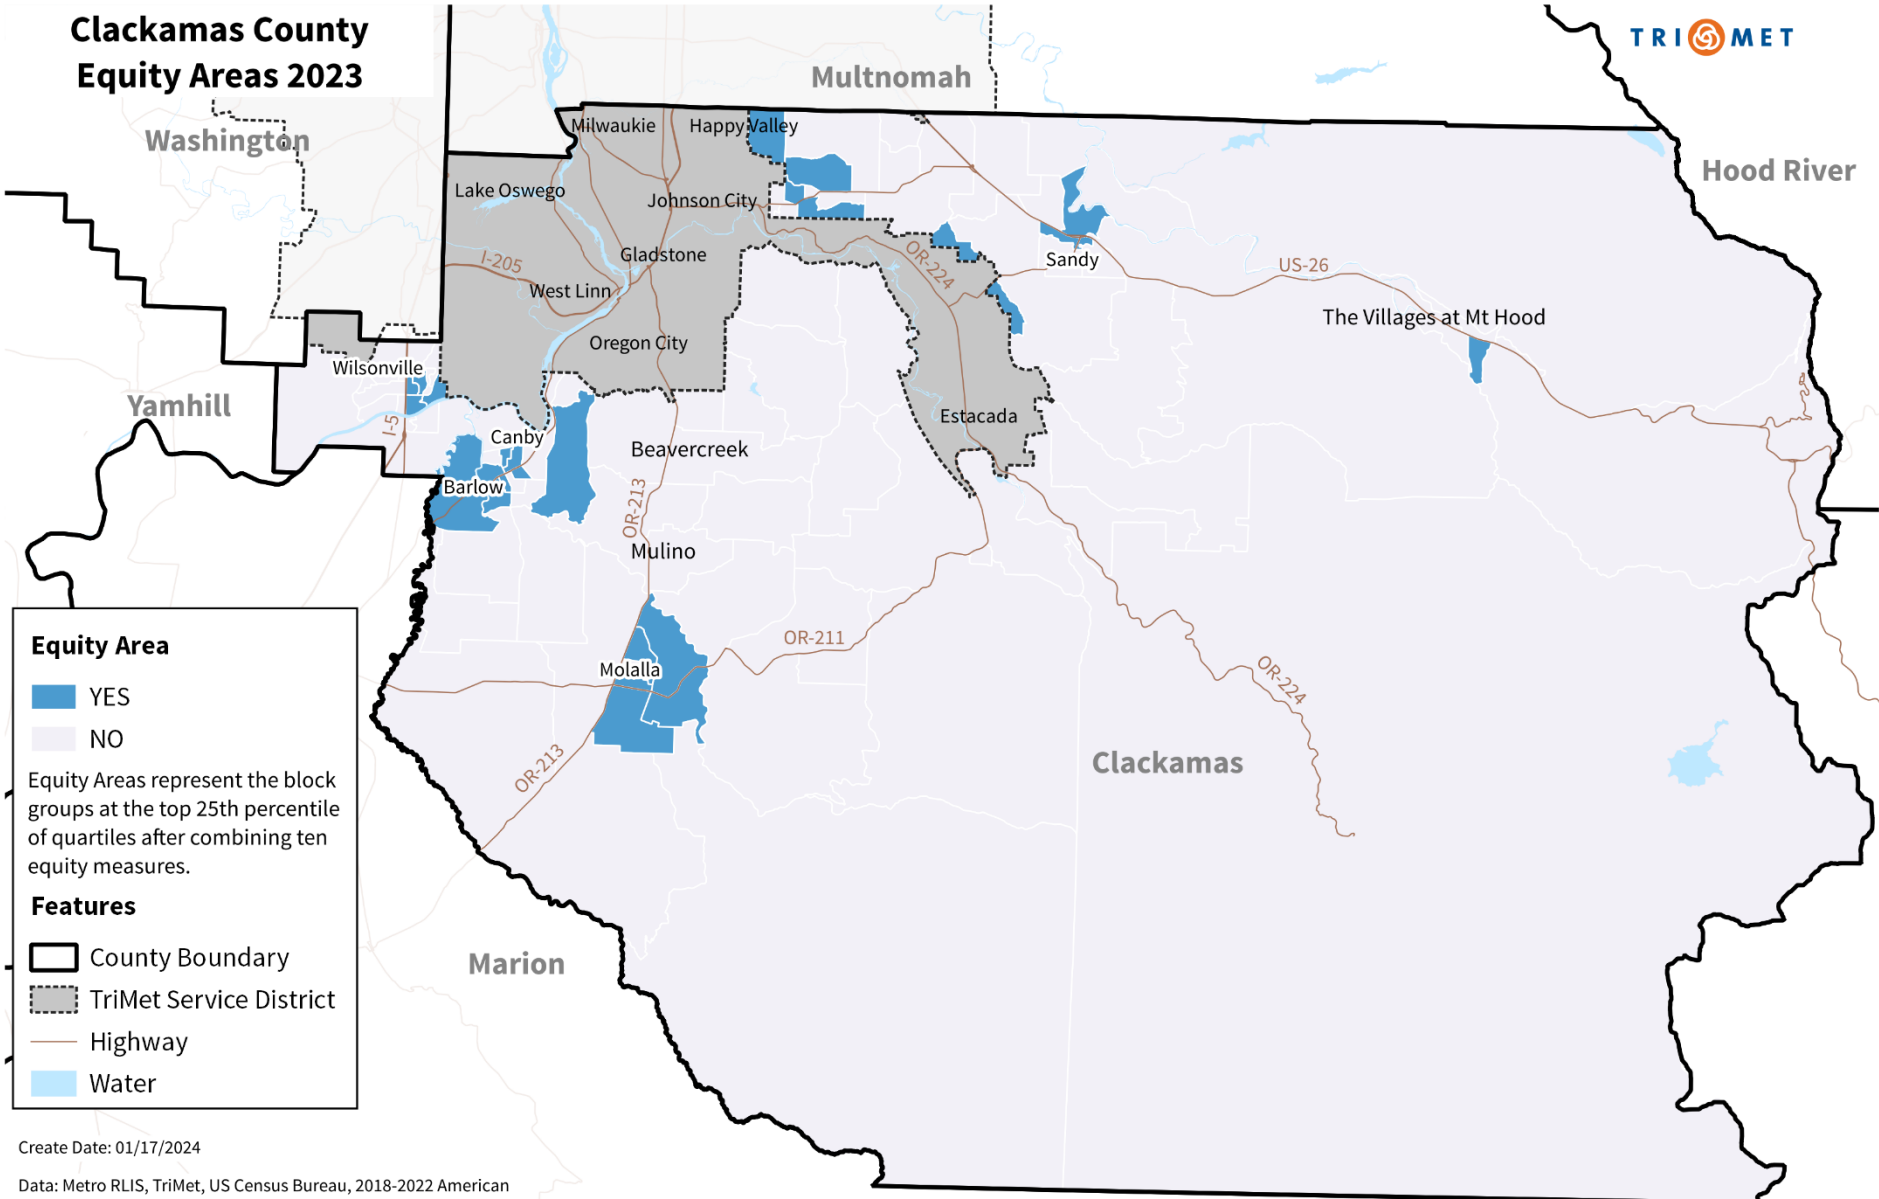 Clackamas County
Equity Areas 2023
TRI MET
Multnomah
Washington
Hood River
Milwaukie
Happy Valley
Lake Oswego
Johnson City
Gladstone
I-205
West Linn
OR-224
Sandy
US-26
The Villages at Mt Hood
Oregon City
Wilsonville
Yamhill
I-5
Canby
Estacada
Beavercreek
Barlow
OR-213
Mulino
OR-211
Molalla
OR-224
OR-213
Clackamas
Marion
Equity Area
YES
NO
Equity Areas represent the block
groups at the top 25th percentile
of quartiles after combining ten
equity measures.
Features
County Boundary
TriMet Service District
Highway
Water
Create Date: 01/17/2024
Data: Metro RLIS, TriMet, US Census Bureau, 2018-2022 American